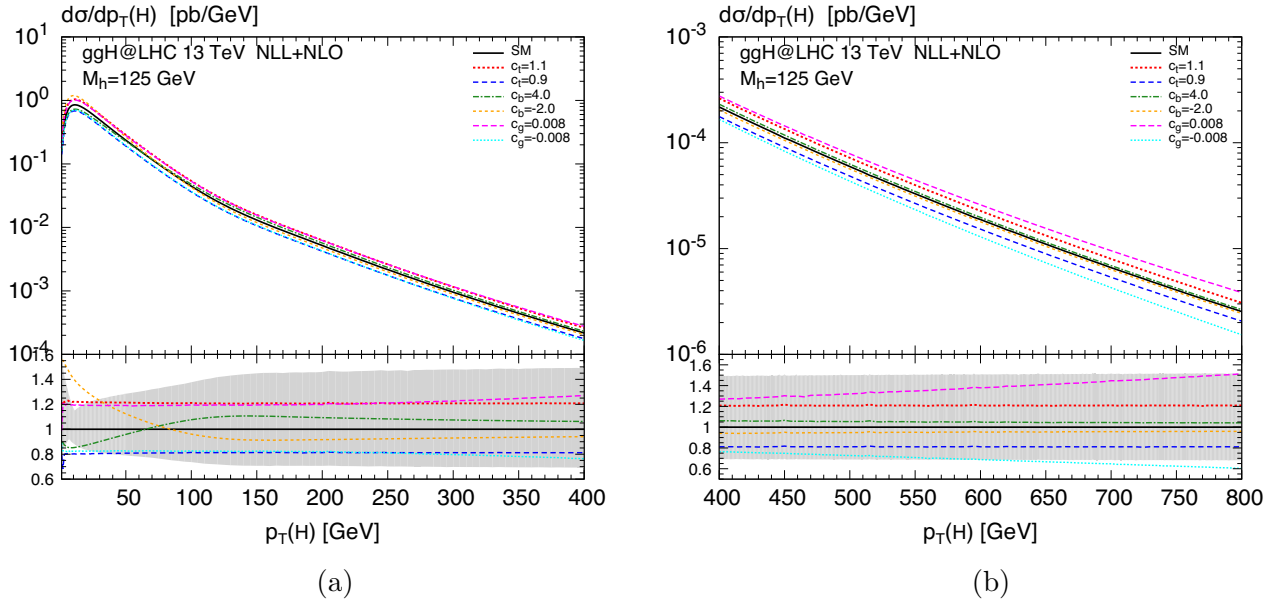 dσ/dp_T(H) [pb/GeV]
10^1
10^0
10^-1
10^-2
10^-3
10^-4
ggH@LHC 13 TeV NLL+NLO
M_h=125 GeV
SM
c_t=1.1
c_t=0.9
c_b=4.0
c_b=-2.0
c_g=0.008
c_g=-0.008
1.6
1.4
1.2
1
0.8
0.6
50 100 150 200 250 300 350 400
p_T(H) [GeV]
(a)
dσ/dp_T(H) [pb/GeV]
10^-3
10^-4
10^-5
10^-6
ggH@LHC 13 TeV NLL+NLO
M_h=125 GeV
SM
c_t=1.1
c_t=0.9
c_b=4.0
c_b=-2.0
c_g=0.008
c_g=-0.008
1.6
1.4
1.2
1
0.8
0.6
400 450 500 550 600 650 700 750 800
p_T(H) [GeV]
(b)